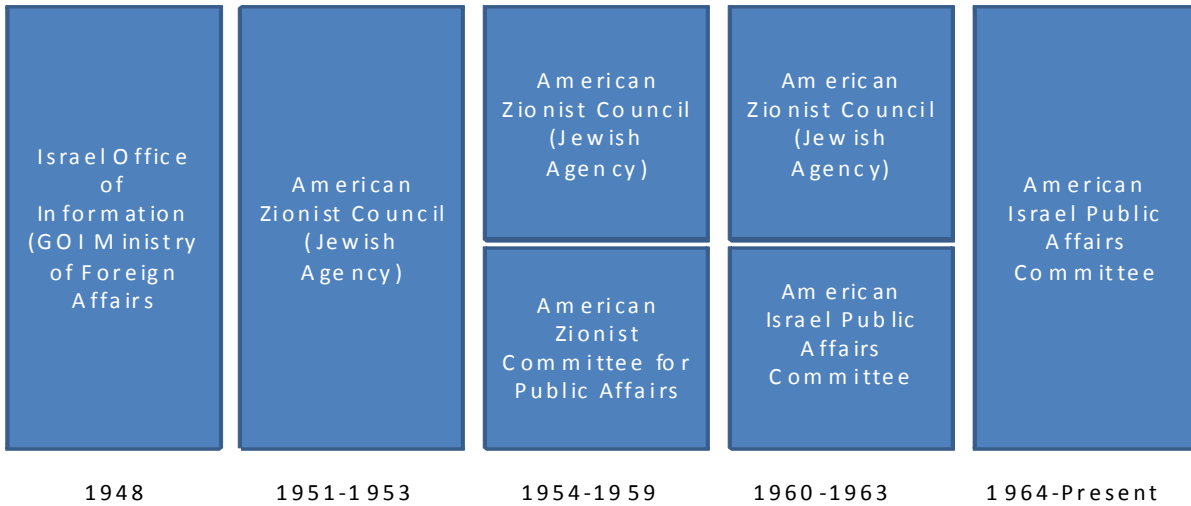 Israel Office
of
Information
(GOI Ministry
of Foreign
Affairs
American
Zionist Council
(Jewish
Agency)
American
Zionist Council
(Jewish
Agency)
American
Zionist
Committee for
Public Affairs
American
Zionist Council
(Jewish
Agency)
American
Israel Public
Affairs
Committee
American
Israel Public
Affairs
Committee
1948
1951-1953
1954-1959
1960-1963
1964-Present